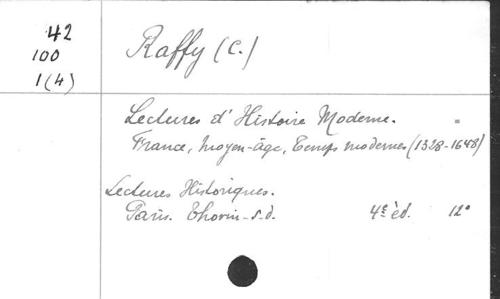 42
100
1(4)
Raffy (C.)
Lectures d'Histoire Moderne.
France, Moyen-âge, Temps modernes (1328-1648)
Lectures Historiques.
Paris. Thorin - s.d. 4e éd. 12°